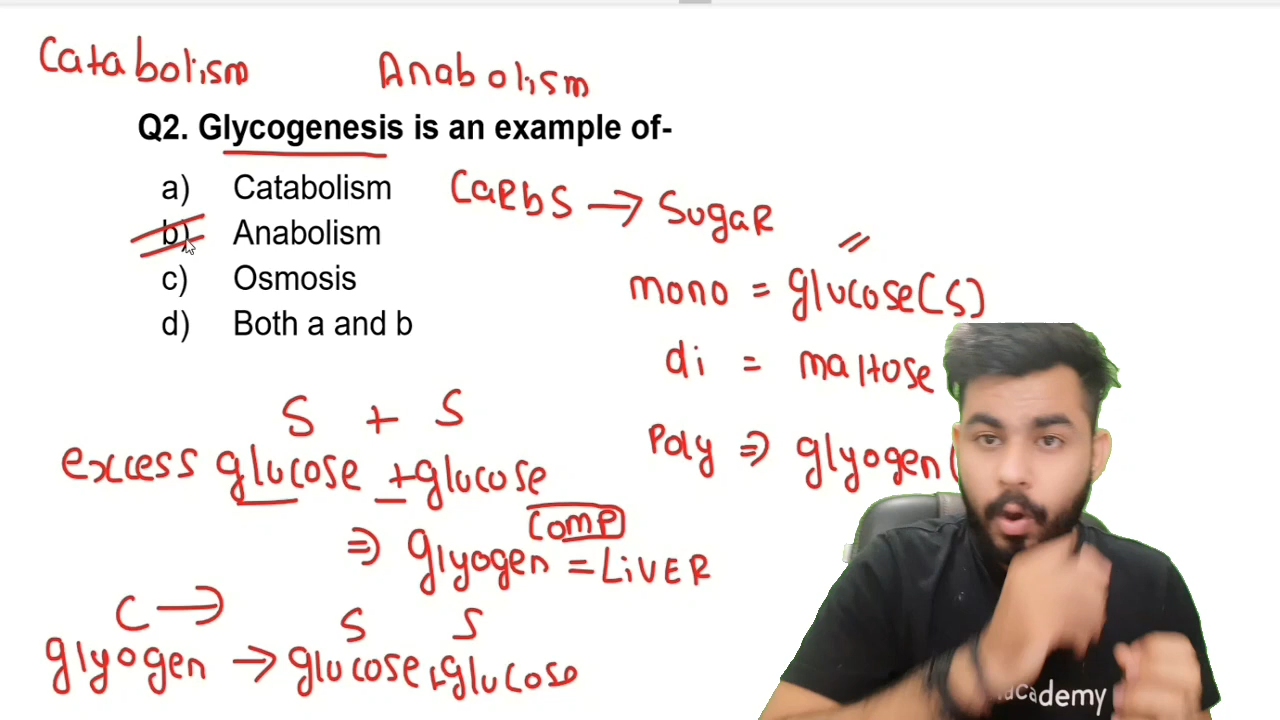 Catabolism Anabolism
Q2. Glycogenesis is an example of-
a) Catabolism
b) Anabolism
c) Osmosis
d) Both a and b
CaRbS → SugaR
mono = glucose(S)
di = maltose
Poly ⇒ glyogen(
S + S
excess glucose +glucose
Comp
⇒ glyogen = LiVER
C →
S S
glyogen → glucose+glucose
academy